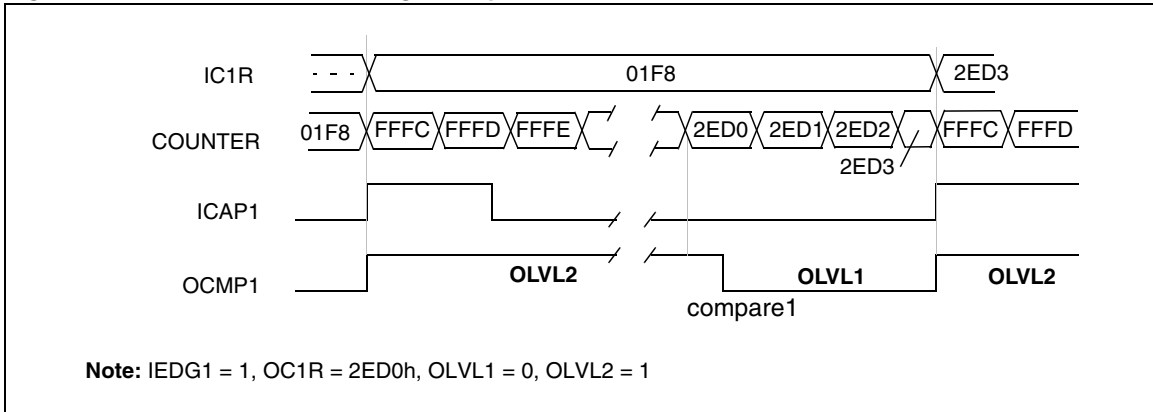 IC1R 01F8 2ED3
COUNTER 01F8 FFFC FFFD FFFE 2ED0 2ED1 2ED2 FFFC FFFD
2ED3
ICAP1
OCMP1 OLVL2 OLVL1 OLVL2
compare1
Note: IEDG1 = 1, OC1R = 2ED0h, OLVL1 = 0, OLVL2 = 1